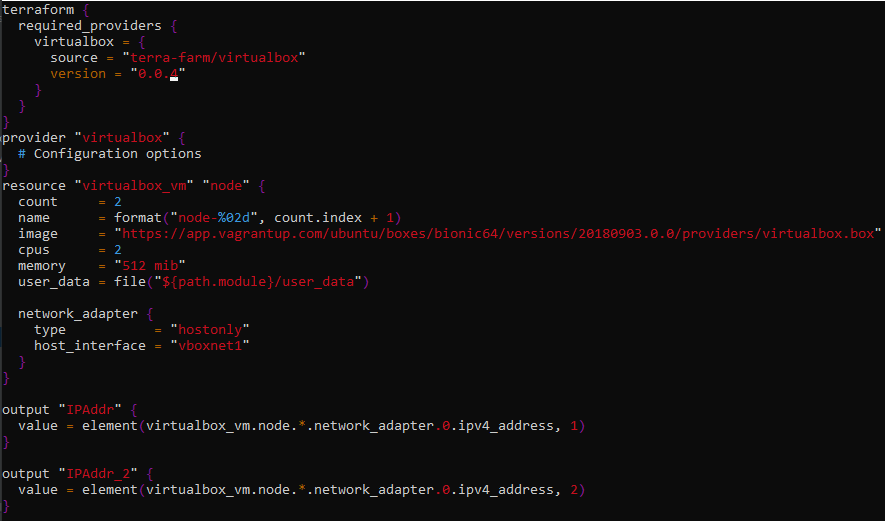 terraform {
  required_providers {
    virtualbox = {
      source = "terra-farm/virtualbox"
      version = "0.0.4"
    }
  }
}
provider "virtualbox" {
  # Configuration options
}
resource "virtualbox_vm" "node" {
  count     = 2
  name      = format("node-%02d", count.index + 1)
  image     = "https://app.vagrantup.com/ubuntu/boxes/bionic64/versions/20180903.0.0/providers/virtualbox.box"
  cpus      = 2
  memory    = "512 mib"
  user_data = file("${path.module}/user_data")

  network_adapter {
    type           = "hostonly"
    host_interface = "vboxnet1"
  }
}

output "IPAddr" {
  value = element(virtualbox_vm.node.*.network_adapter.0.ipv4_address, 1)
}

output "IPAddr_2" {
  value = element(virtualbox_vm.node.*.network_adapter.0.ipv4_address, 2)
}